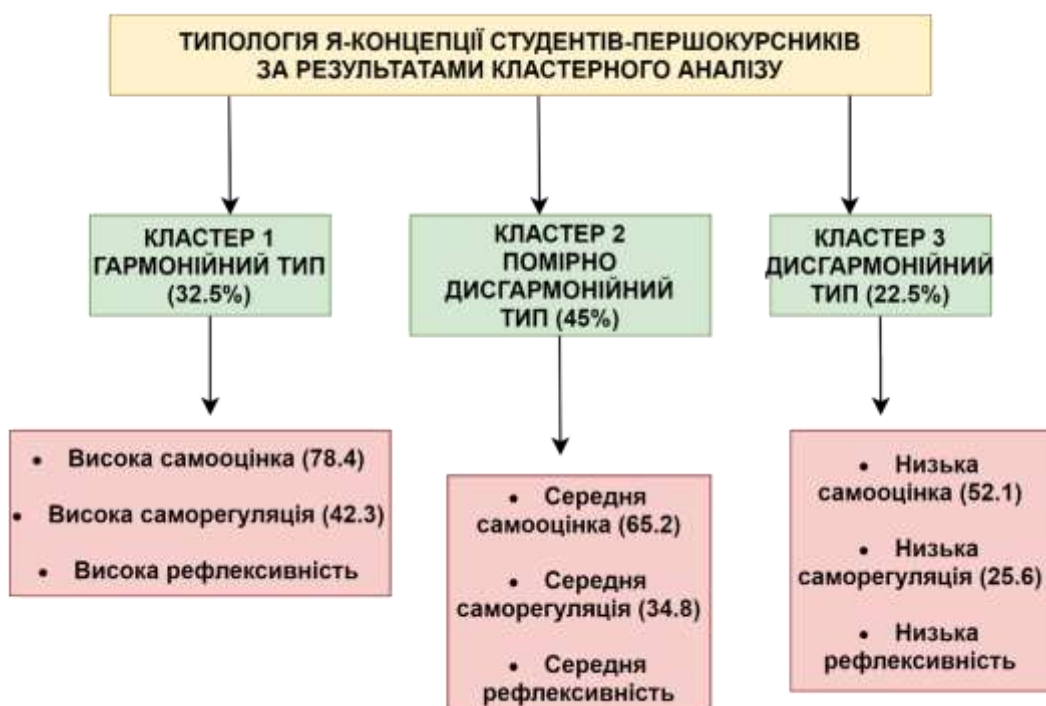 ТИПОЛОГІЯ Я-КОНЦЕПЦІЇ СТУДЕНТІВ-ПЕРШОКУРСНИКІВ
ЗА РЕЗУЛЬТАТАМИ КЛАСТЕРНОГО АНАЛІЗУ
КЛАСТЕР 1
ГАРМОНІЙНИЙ ТИП
(32.5%)
КЛАСТЕР 2
ПОМІРНО
ДИСГАРМОНІЙНИЙ
ТИП (45%)
КЛАСТЕР 3
ДИСГАРМОНІЙНИЙ
ТИП (22.5%)
• Висока самооцінка (78.4)
• Висока саморегуляція (42.3)
• Висока рефлексивність
• Середня
самооцінка (65.2)
• Середня
саморегуляція (34.8)
• Середня
рефлексивність
• Низька
самооцінка (52.1)
• Низька
саморегуляція (25.6)
• Низька
рефлексивність